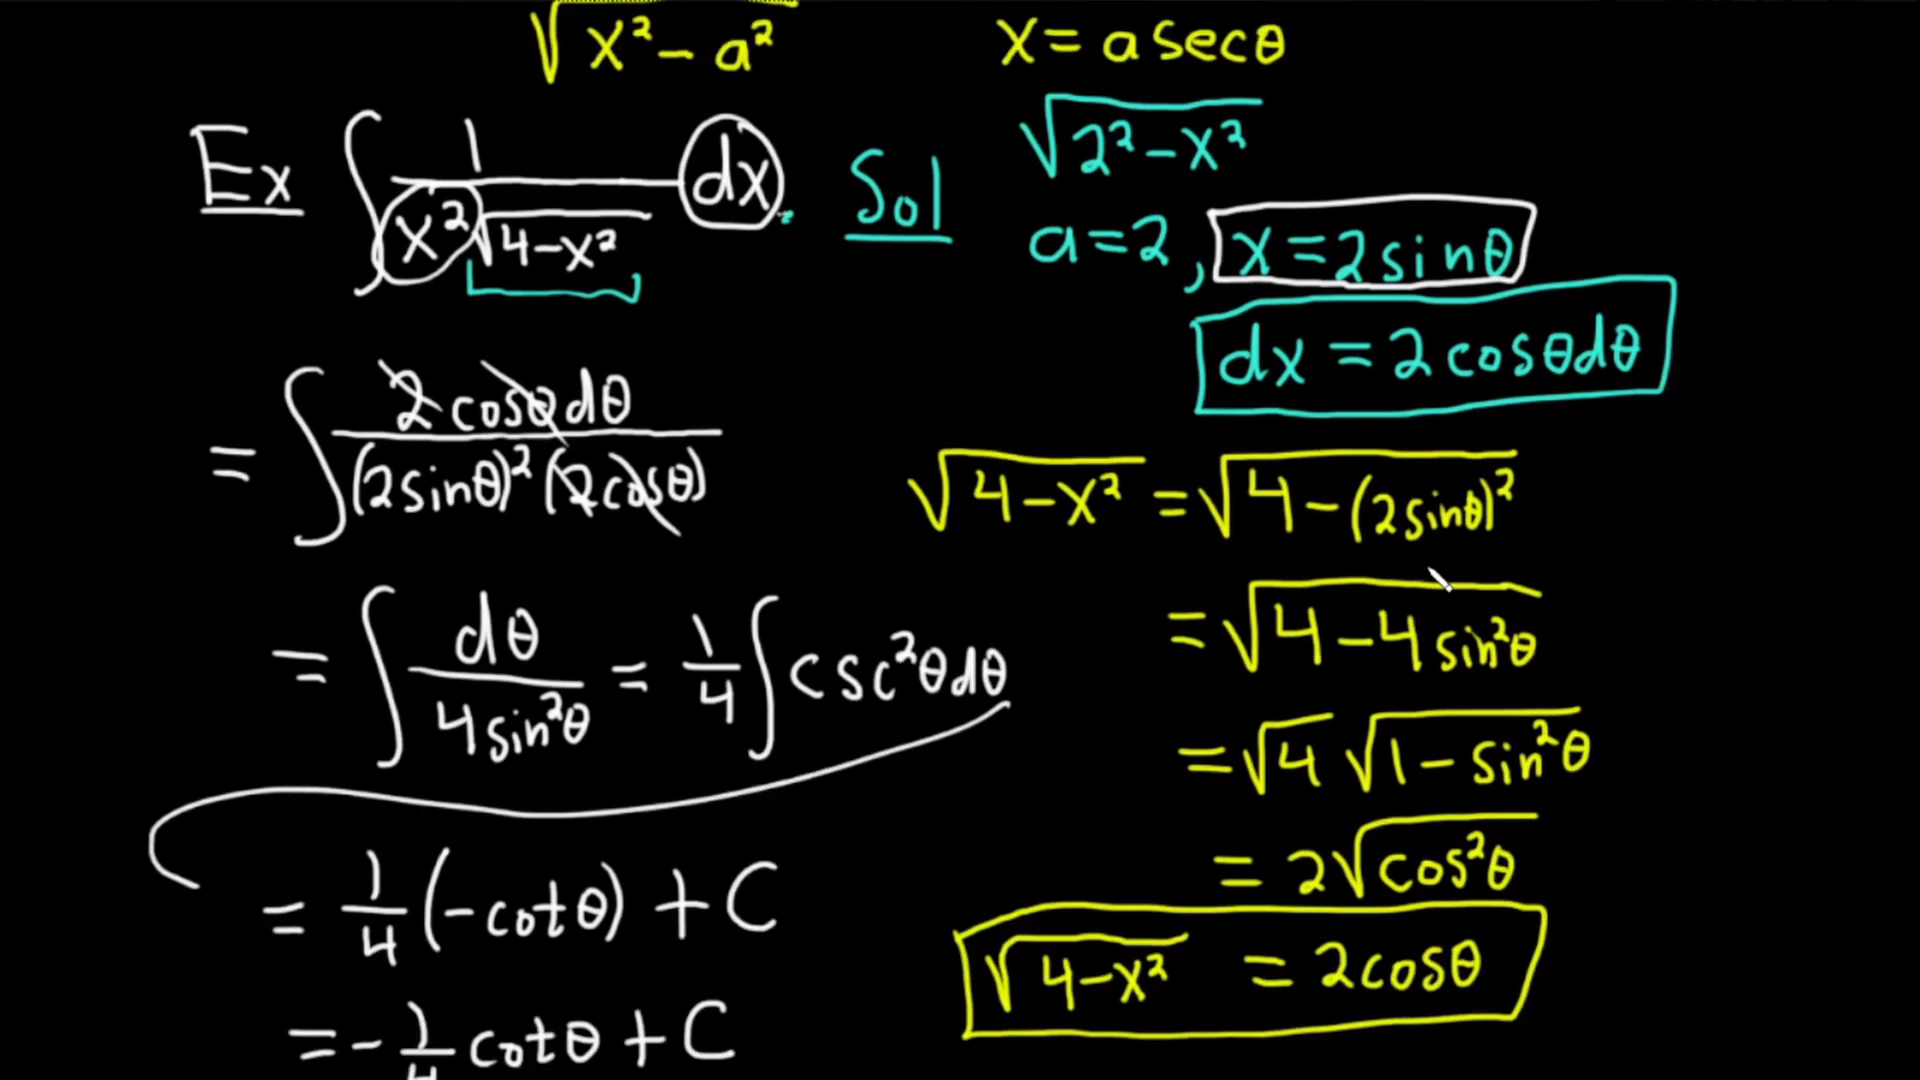 √(x² − a²)    x = a secθ
Ex ∫ 1/(x²√(4−x²)) dx.    Sol    √(2²−x²)
a=2, x=2sinθ
dx = 2cosθdθ
= ∫ 2cosθdθ/((2sinθ)²(2cosθ))
√(4−x²) = √(4−(2sinθ)²)
= ∫ dθ/(4sin²θ) = 1/4 ∫ csc²θdθ
= √(4−4sin²θ)
= √4 √(1−sin²θ)
= 1/4 (−cotθ) + C
= 2√(cos²θ)
√(4−x²) = 2cosθ
= −1/4 cotθ + C